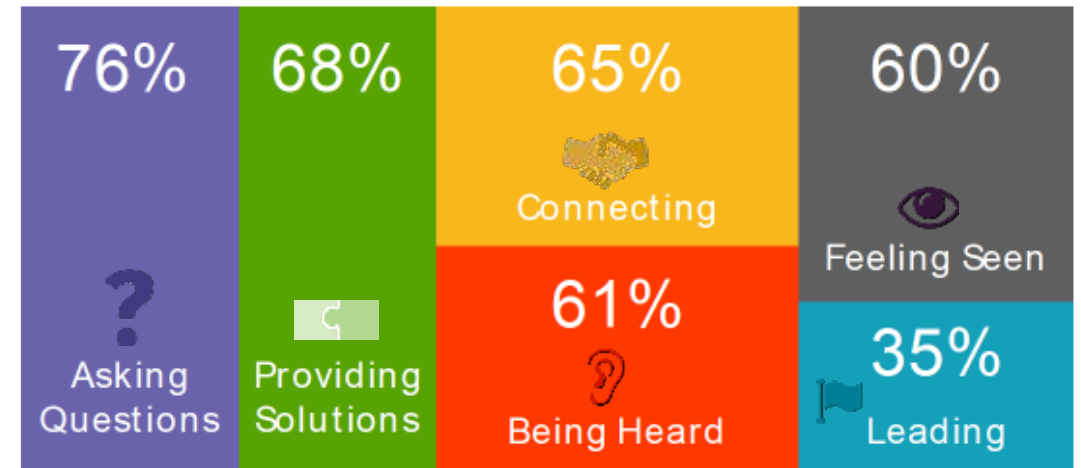 76%
Asking
Questions
68%
Providing
Solutions
65%
Connecting
61%
Being Heard
60%
Feeling Seen
35%
Leading